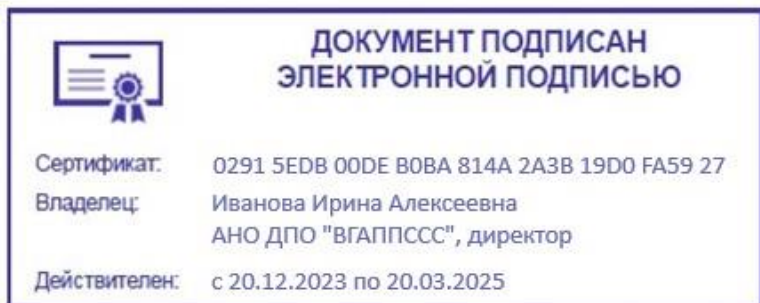 ДОКУМЕНТ ПОДПИСАН
ЭЛЕКТРОННОЙ ПОДПИСЬЮ
Сертификат: 0291 5EDB 00DE B0BA 814A 2A3B 19D0 FA59 27
Владелец: Иванова Ирина Алексеевна
АНО ДПО "ВГАППССС", директор
Действителен: с 20.12.2023 по 20.03.2025